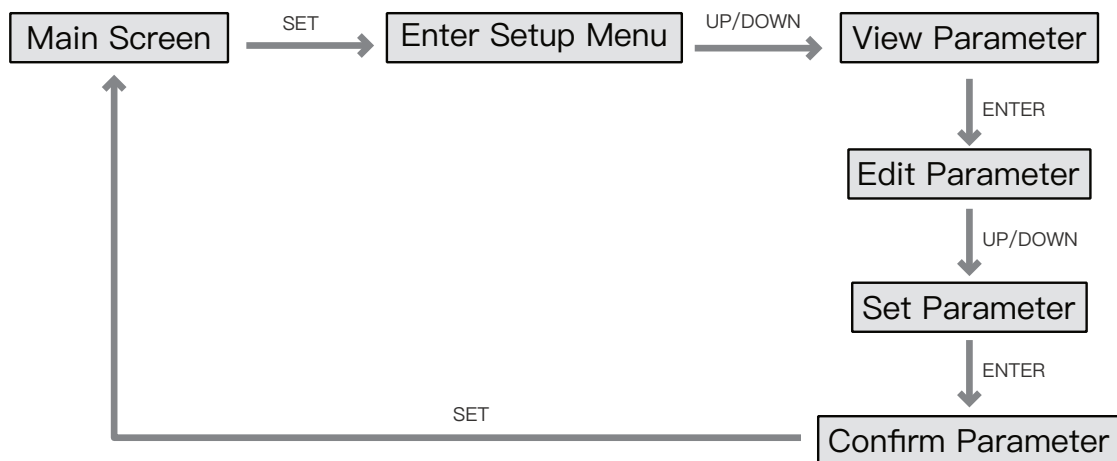 Main Screen
SET
Enter Setup Menu
UP/DOWN
View Parameter
ENTER
Edit Parameter
UP/DOWN
Set Parameter
ENTER
Confirm Parameter
SET